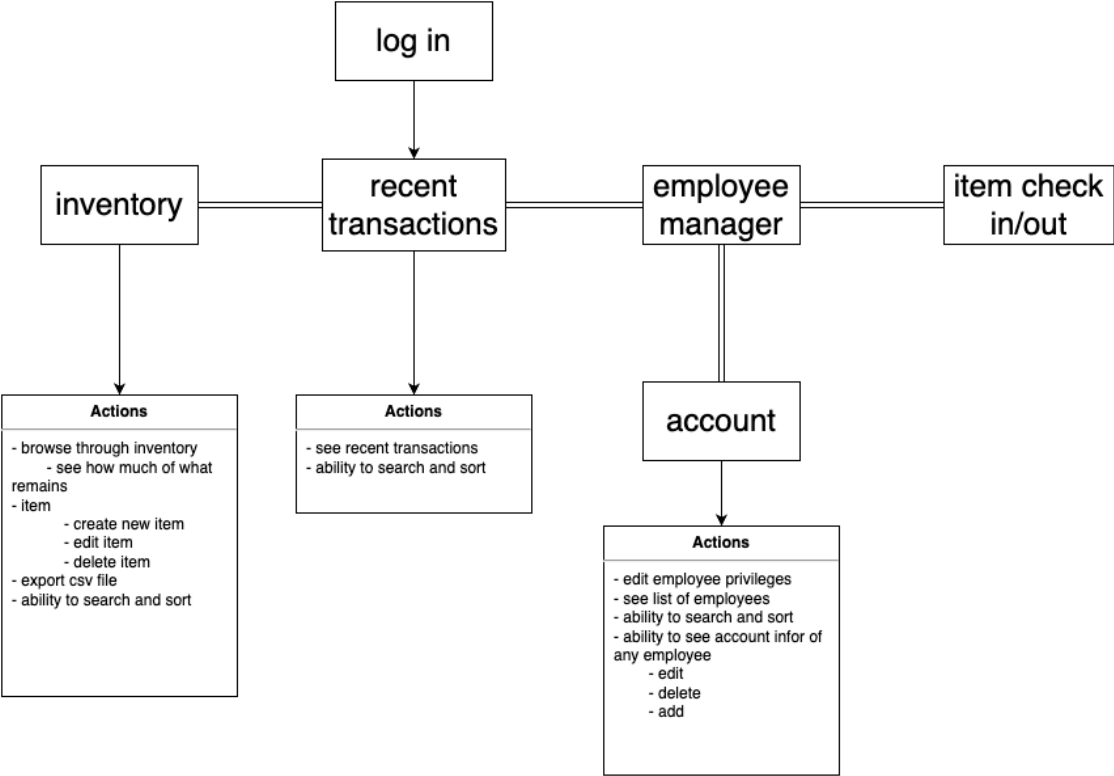 log in
inventory
recent
transactions
employee
manager
item check
in/out
Actions
- browse through inventory
- see how much of what
remains
- item
- create new item
- edit item
- delete item
- export csv file
- ability to search and sort
Actions
- see recent transactions
- ability to search and sort
account
Actions
- edit employee privileges
- see list of employees
- ability to search and sort
- ability to see account infor of
any employee
- edit
- delete
- add